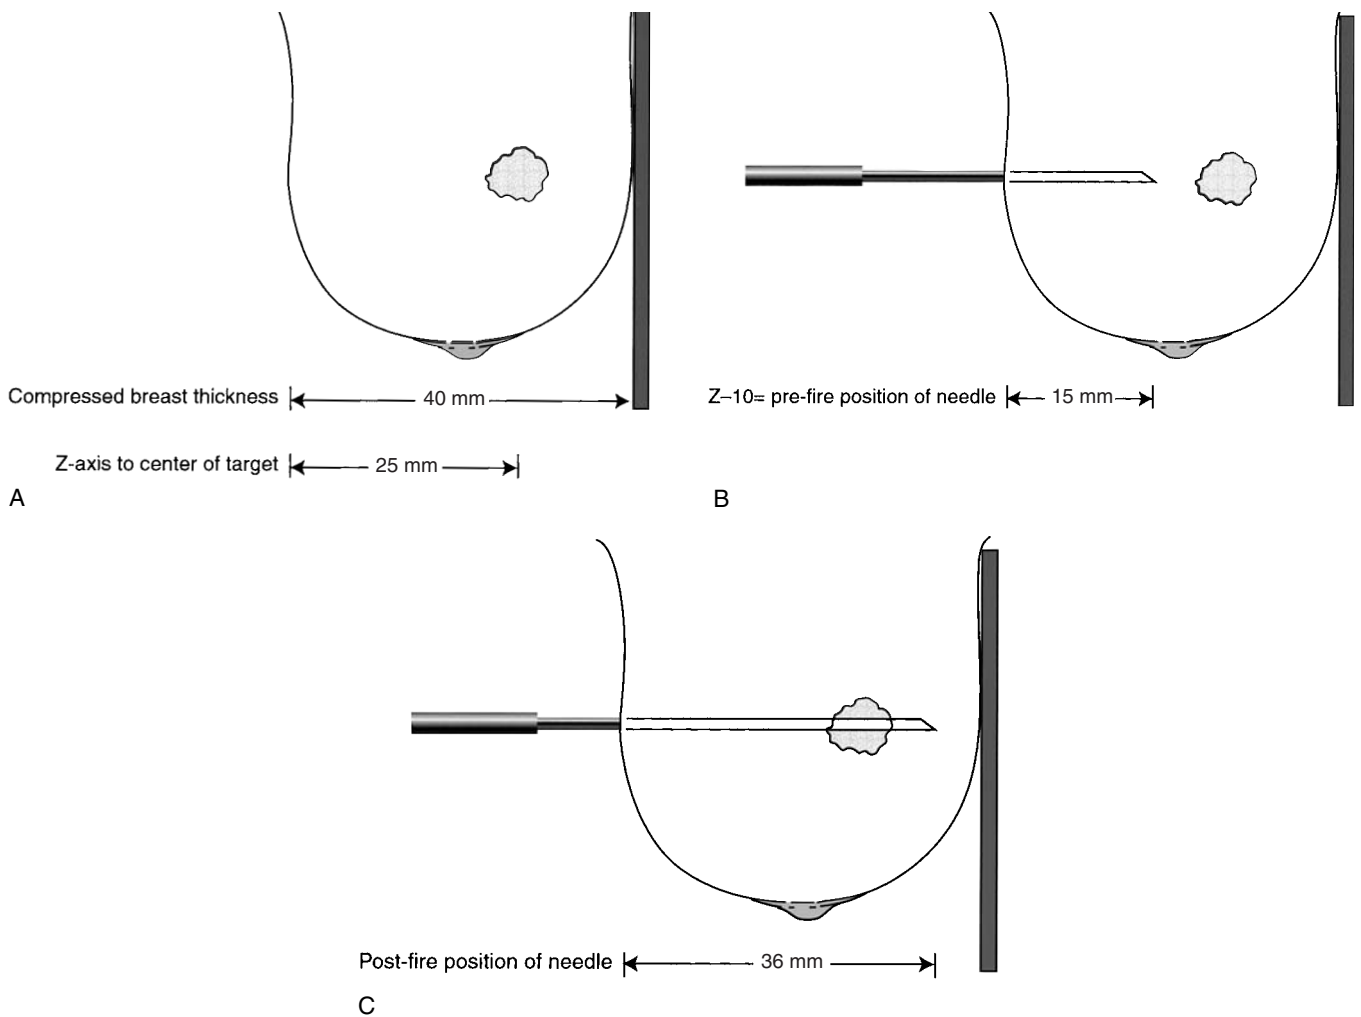 Compressed breast thickness 40 mm
Z-axis to center of target 25 mm
A
Z–10= pre-fire position of needle 15 mm
B
Post-fire position of needle 36 mm
C